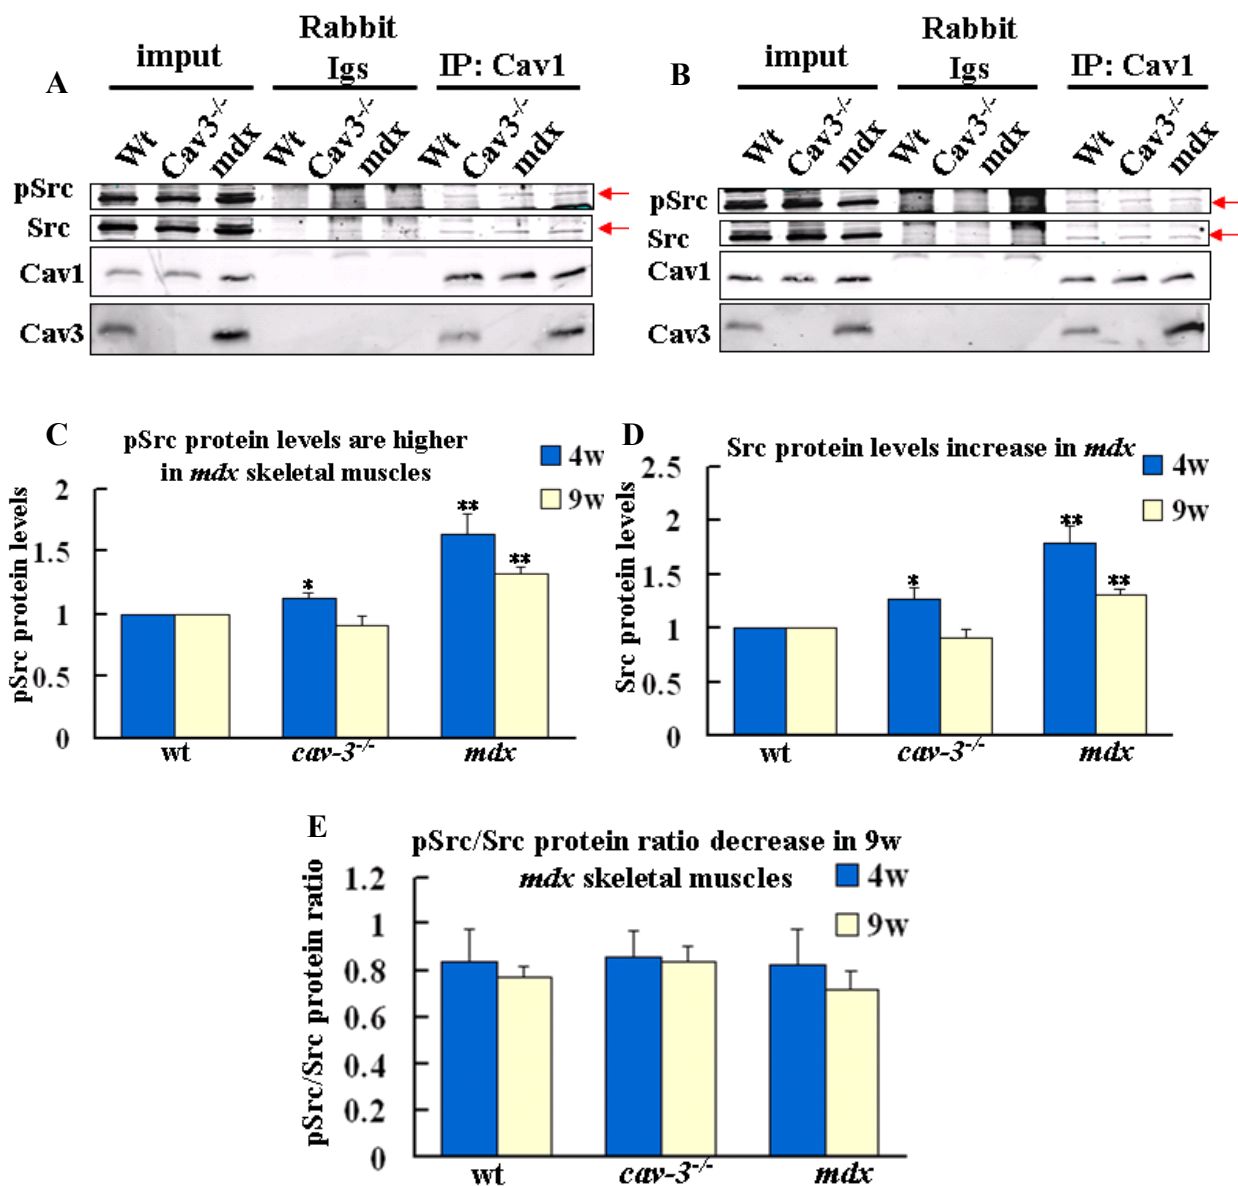 A
imput
Rabbit
Igs
IP: Cav1
Wt Cav3-/- mdx Wt Cav3-/- mdx Wt Cav3-/- mdx
pSrc
Src
Cav1
Cav3
B
imput
Rabbit
Igs
IP: Cav1
Wt Cav3-/- mdx Wt Cav3-/- mdx Wt Cav3-/- mdx
pSrc
Src
Cav1
Cav3
C
pSrc protein levels are higher
in mdx skeletal muscles
4w
9w
pSrc protein levels
2
1.5
1
0.5
0
* ** **
wt cav-3-/- mdx
D
Src protein levels increase in mdx
4w
9w
Src protein levels
2.5
2
1.5
1
0.5
0
* ** **
wt cav-3-/- mdx
E
pSrc/Src protein ratio decrease in 9w
mdx skeletal muscles
4w
9w
pSrc/Src protein ratio
1.2
1
0.8
0.6
0.4
0.2
0
wt cav-3-/- mdx